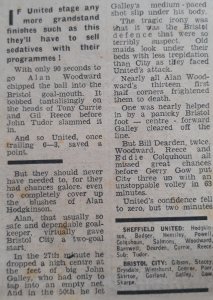 IF United stage any
more grandstand
finishes such as this
they'll have to sell
sedatives with their
programmes!
With only 90 seconds to
go Alan Woodward
chipped the ball into the
Bristol goal-mouth. It
bobbed tantalisingly on
the heads of Tony Currie
and Gil Reece before
John Tudor slammed it
in.
And so United, once
trailing 6—3, saved a
point.
But they should never
have needed to, for they
had chances galore even
to completely cover up
the blushes of Alan
Hodgkinson.
Alan, that usually so
safe and dependable goal-
keeper, virtually gave
Bristol City a two-goal
start.
In the 27th minute he
dropped a high centre at
the feet of big John
Galley, who had only to
tap into an empty net.
And in the 50th he let
Galley's medium-paced
shot slip under his body.
The tragic irony was
that it was the Bristol
defence that were so
terribly suspect. Old
maids look under their
beds with less trepidation
than City as they faced
United's attack.
Nearly all Alan Wood-
ward's thirteen first
half corners frightened
them to death.
One was nearly helped
in by a panicky Bristol
foot — centre-forward
Galley cleared off the
line.
But Bill Dearden, twice
Woodward, Reece and
Eddie Colquhoun all
missed great chances
before Gerry Gow put
City three up with an
unstoppable volley in 63
minutes.
United's confidence fell
to zero, but two minutes
SHEFFIELD UNITED: Hodgkin-
son, Badger, Hemsley, Powell,
Colquhoun, Salmons, Woodward,
Barnwell, Dearden, Currie, Reece.
Sub: Tudor.
BRISTOL CITY: Gibson, Stacey,
Drysdale, Wimshurst, Connor,
Garland, Galley, Gow,
Sharpe.